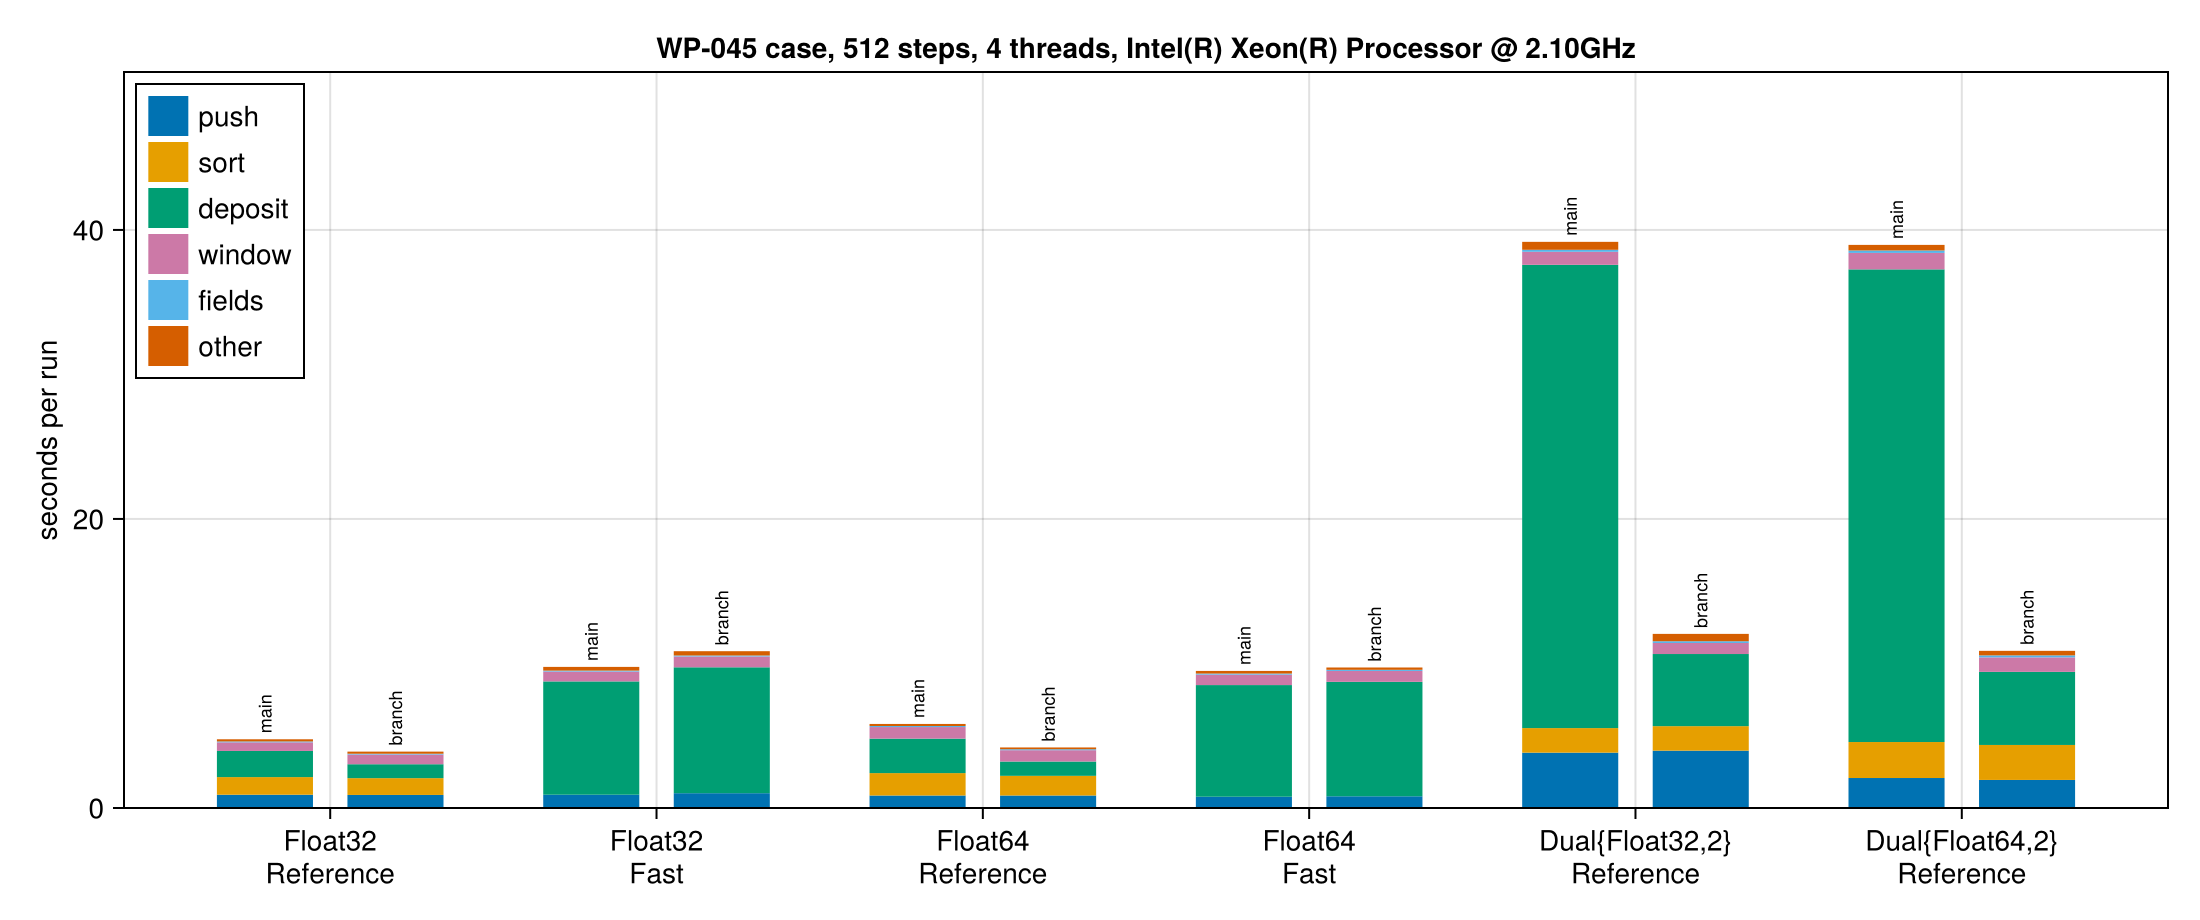 WP-045 case, 512 steps, 4 threads, Intel(R) Xeon(R) Processor @ 2.10GHz
push
sort
deposit
window
fields
other
seconds per run
40
20
0
main
branch
main
branch
main
branch
main
branch
main
branch
main
branch
Float32
Reference
Float32
Fast
Float64
Reference
Float64
Fast
Dual{Float32,2}
Reference
Dual{Float64,2}
Reference